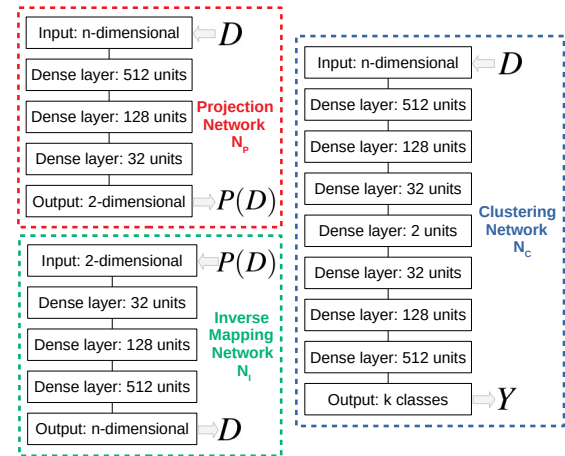 Input: n-dimensional
D
Dense layer: 512 units
Dense layer: 128 units
Dense layer: 32 units
Output: 2-dimensional
P(D)
Projection
Network
N_P
Input: 2-dimensional
P(D)
Dense layer: 32 units
Dense layer: 128 units
Dense layer: 512 units
Output: n-dimensional
D
Inverse
Mapping
Network
N_I
Input: n-dimensional
D
Dense layer: 512 units
Dense layer: 128 units
Dense layer: 32 units
Dense layer: 2 units
Dense layer: 32 units
Dense layer: 128 units
Dense layer: 512 units
Output: k classes
Y
Clustering
Network
N_C